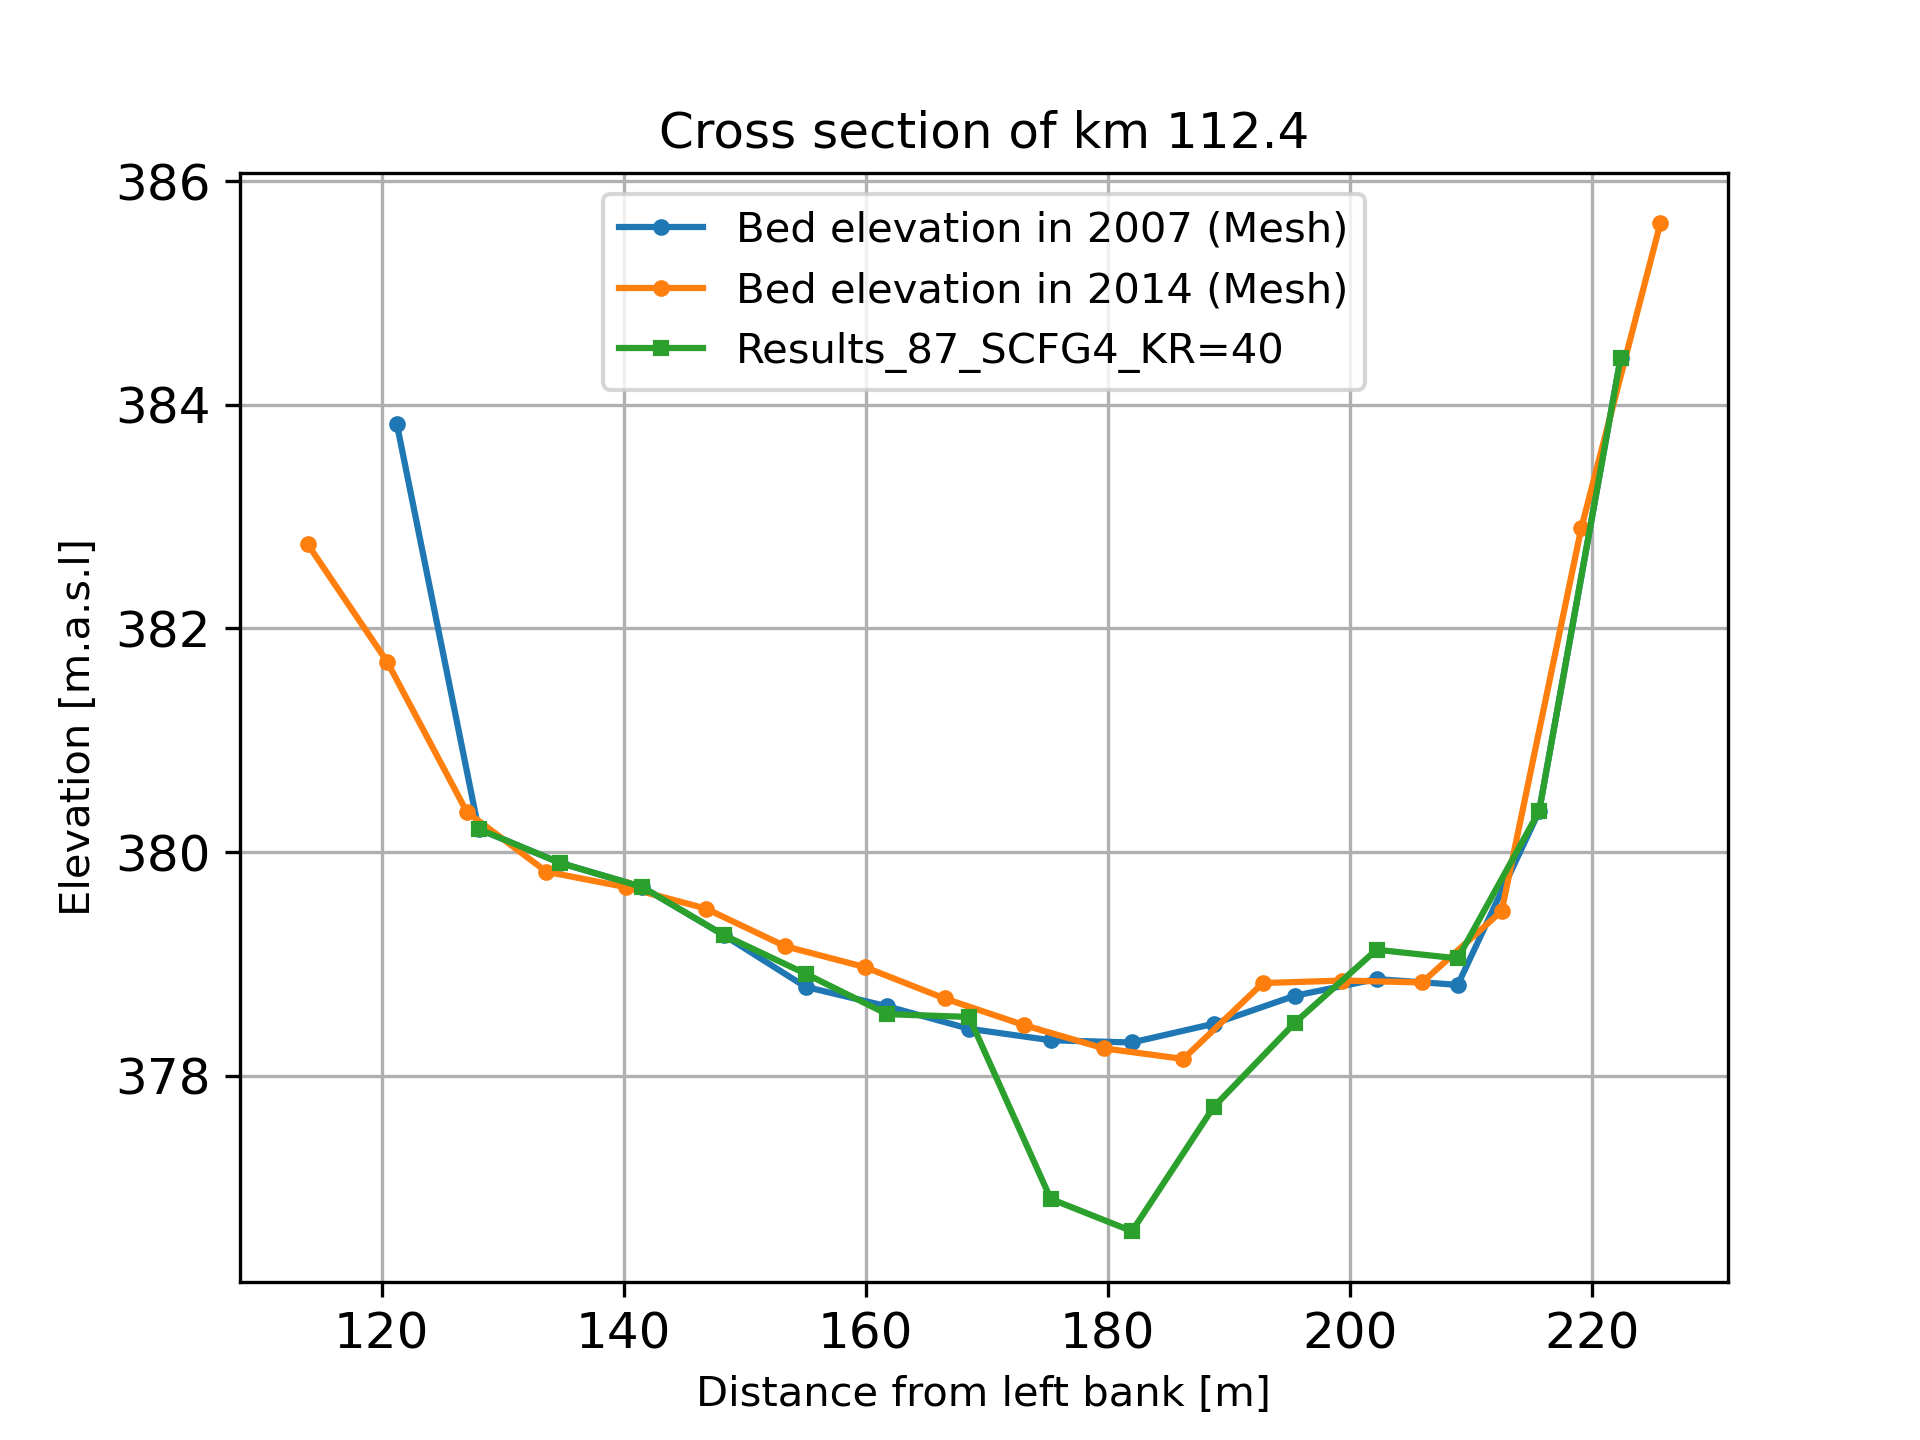 Cross section of km 112.4
386
384
382
380
378
Elevation [m.a.s.l]
Bed elevation in 2007 (Mesh)
Bed elevation in 2014 (Mesh)
Results_87_SCFG4_KR=40
120 140 160 180 200 220
Distance from left bank [m]